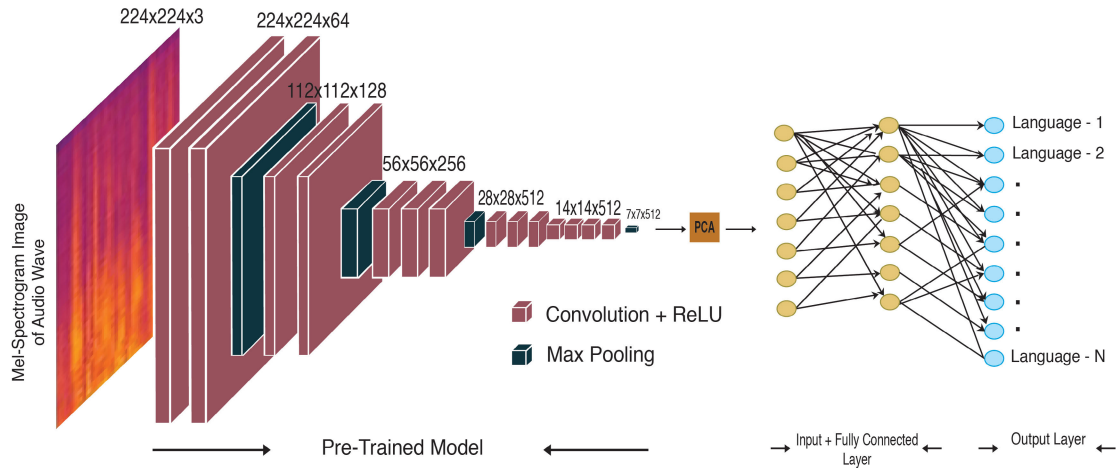 224x224x3
224x224x64
112x112x128
56x56x256
28x28x512
14x14x512
7x7x512
PCA
Mel-Spectrogram Image
of Audio Wave
Convolution + ReLU
Max Pooling
Language - 1
Language - 2
Language - N
Pre-Trained Model
Input + Fully Connected
Layer
Output Layer